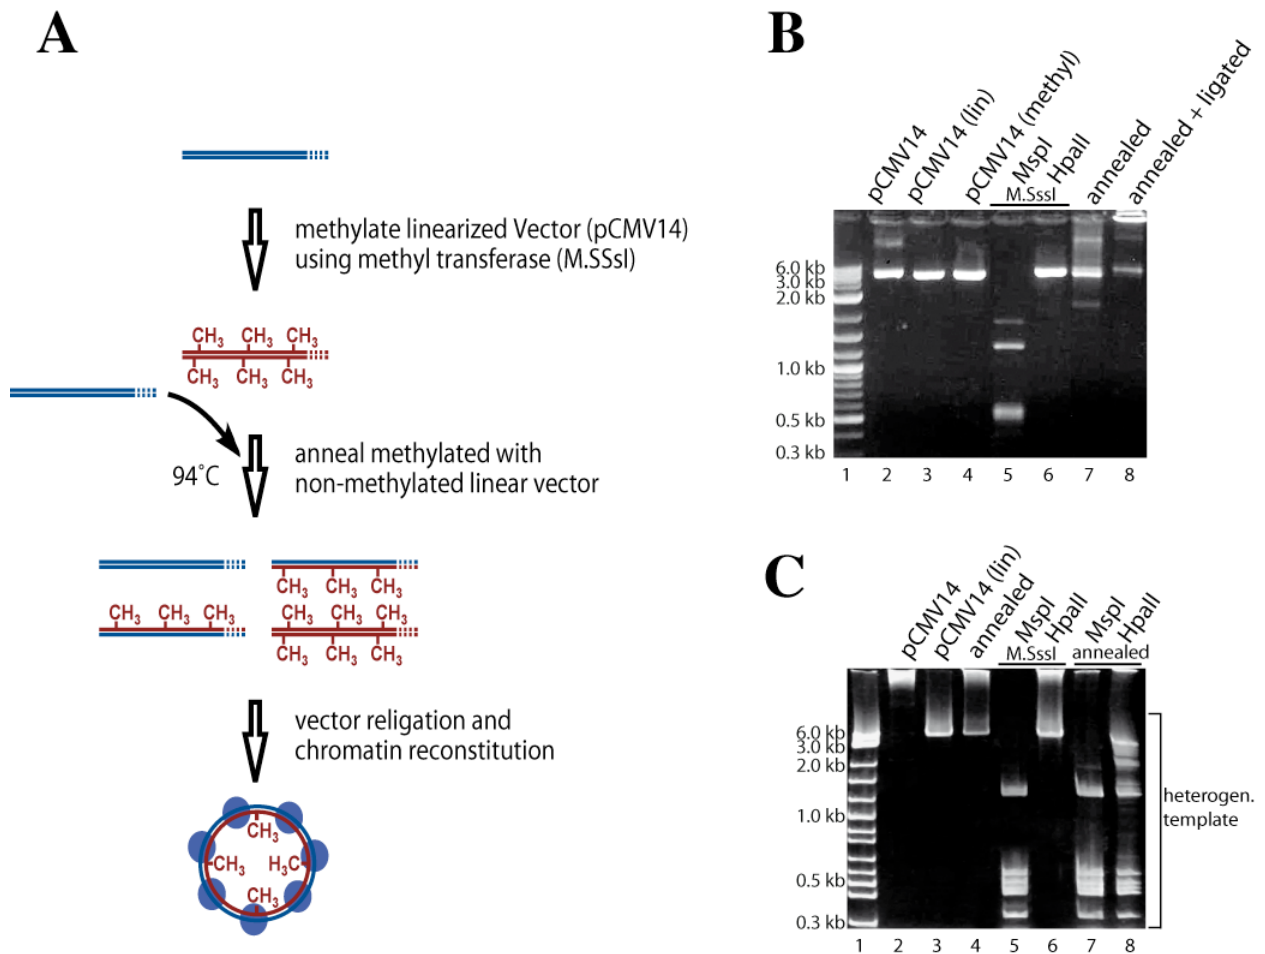 A
methylate linearized Vector (pCMV14)
using methyl transferase (M.SSsI)
CH3 CH3 CH3
CH3 CH3 CH3
94°C
anneal methylated with
non-methylated linear vector
CH3 CH3 CH3
CH3 CH3 CH3
CH3 CH3 CH3
CH3 CH3 CH3
vector religation and
chromatin reconstitution
CH3
CH3 H3C
CH3
B
pCMV14
pCMV14 (lin)
pCMV14 (methyl)
MspI
HpaII
M.SssI
annealed
annealed + ligated
6.0 kb
3.0 kb
2.0 kb
1.0 kb
0.5 kb
0.3 kb
1 2 3 4 5 6 7 8
C
pCMV14
pCMV14 (lin)
annealed
MspI
HpaII
M.SssI
MspI
HpaII
annealed
6.0 kb
3.0 kb
2.0 kb
1.0 kb
0.5 kb
0.3 kb
heterogen.
template
1 2 3 4 5 6 7 8